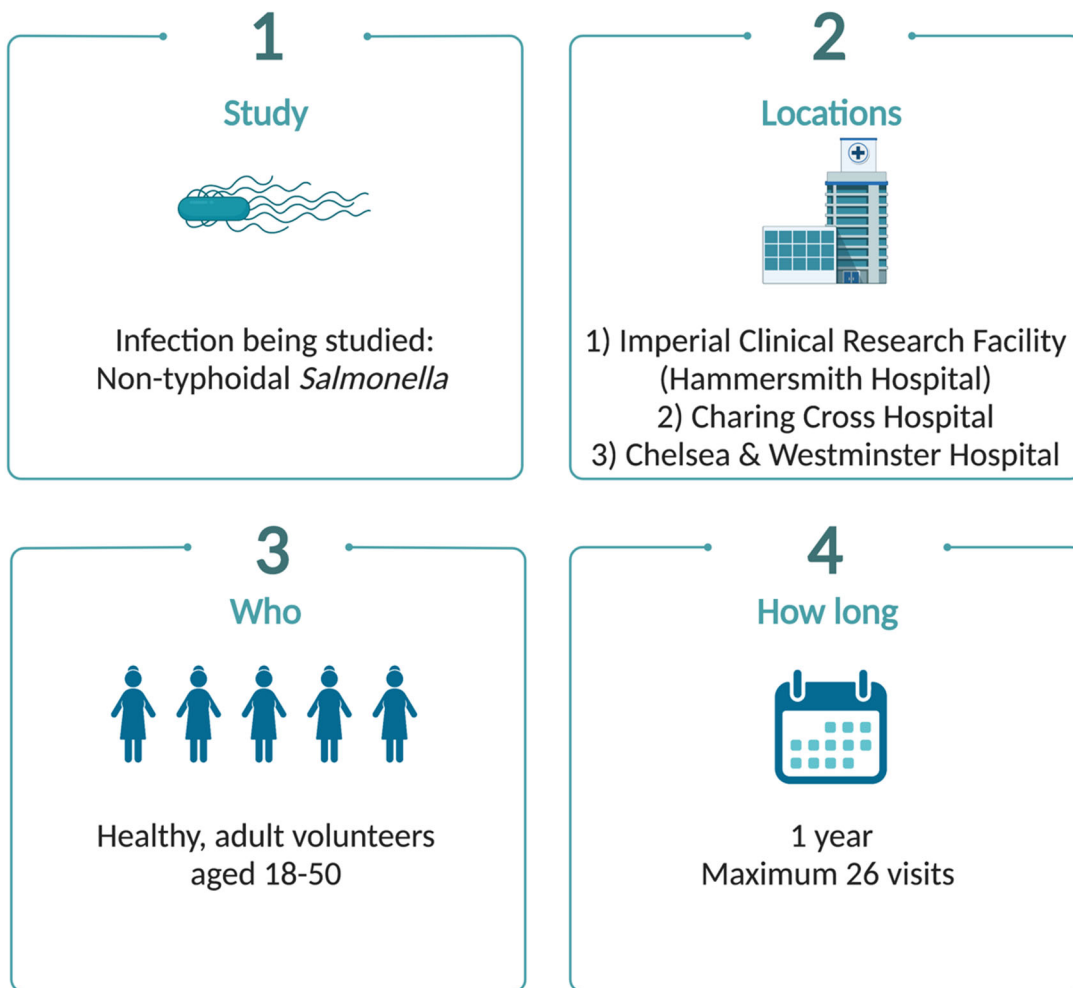 1
Study
Infection being studied:
Non-typhoidal Salmonella
2
Locations
1) Imperial Clinical Research Facility
(Hammersmith Hospital)
2) Charing Cross Hospital
3) Chelsea & Westminster Hospital
3
Who
Healthy, adult volunteers
aged 18-50
4
How long
1 year
Maximum 26 visits